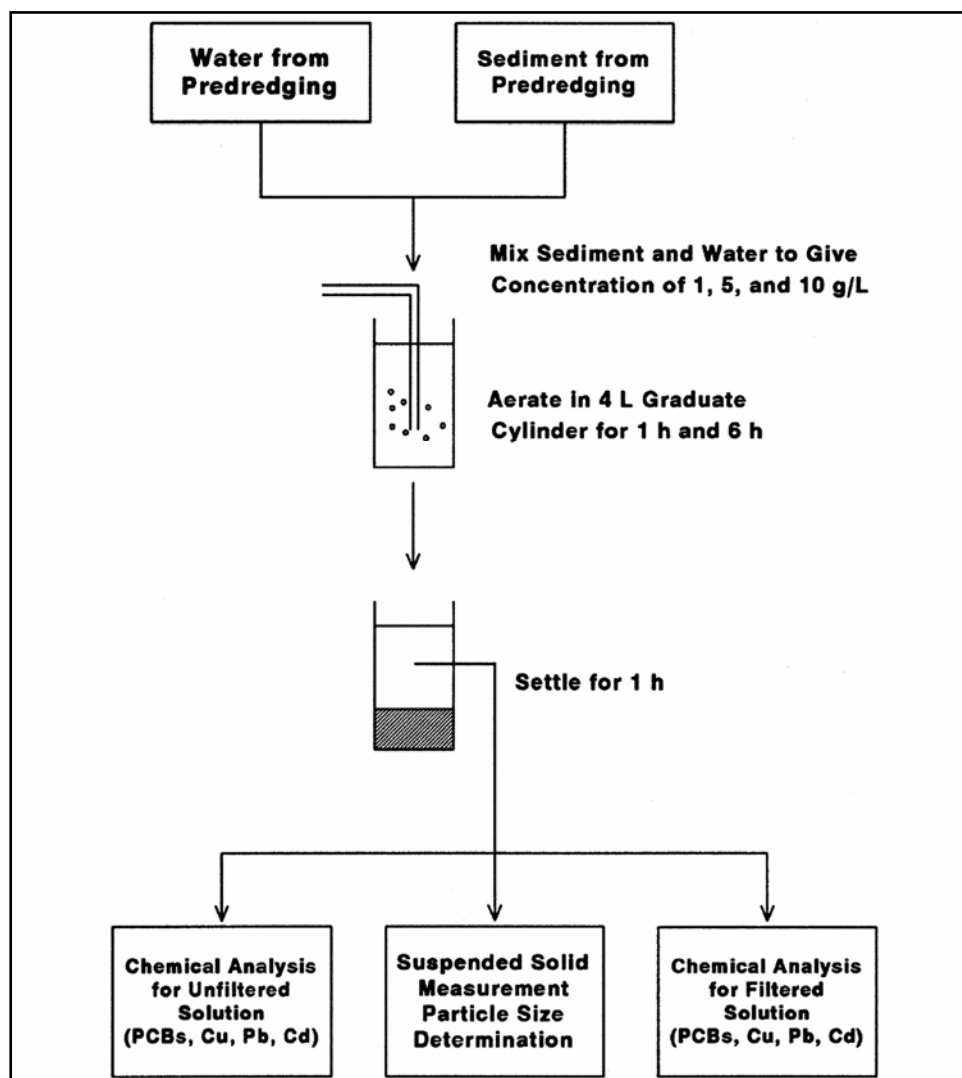 Water from
Predredging
Sediment from
Predredging
Mix Sediment and Water to Give
Concentration of 1, 5, and 10 g/L
Aerate in 4 L Graduate
Cylinder for 1 h and 6 h
Settle for 1 h
Chemical Analysis
for Unfiltered
Solution
(PCBs, Cu, Pb, Cd)
Suspended Solid
Measurement
Particle Size
Determination
Chemical Analysis
for Filtered
Solution
(PCBs, Cu, Pb, Cd)